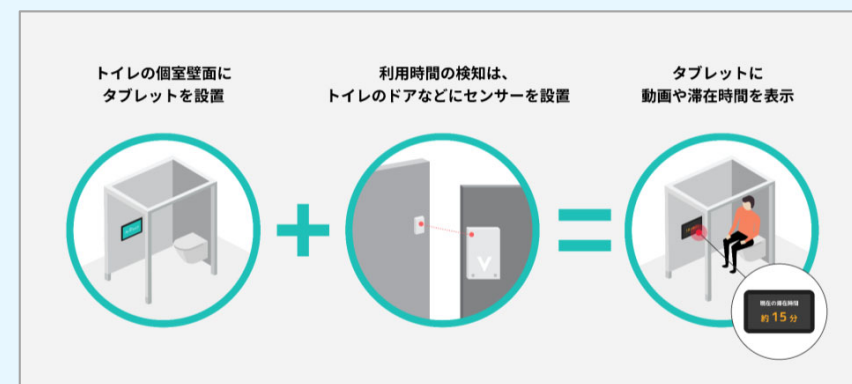 トイレの個室壁面に
タブレットを設置
利用時間の検知は、
トイレのドアなどにセンサーを設置
タブレットに
動画や滞在時間を表示
現在の滞在時間
約15分